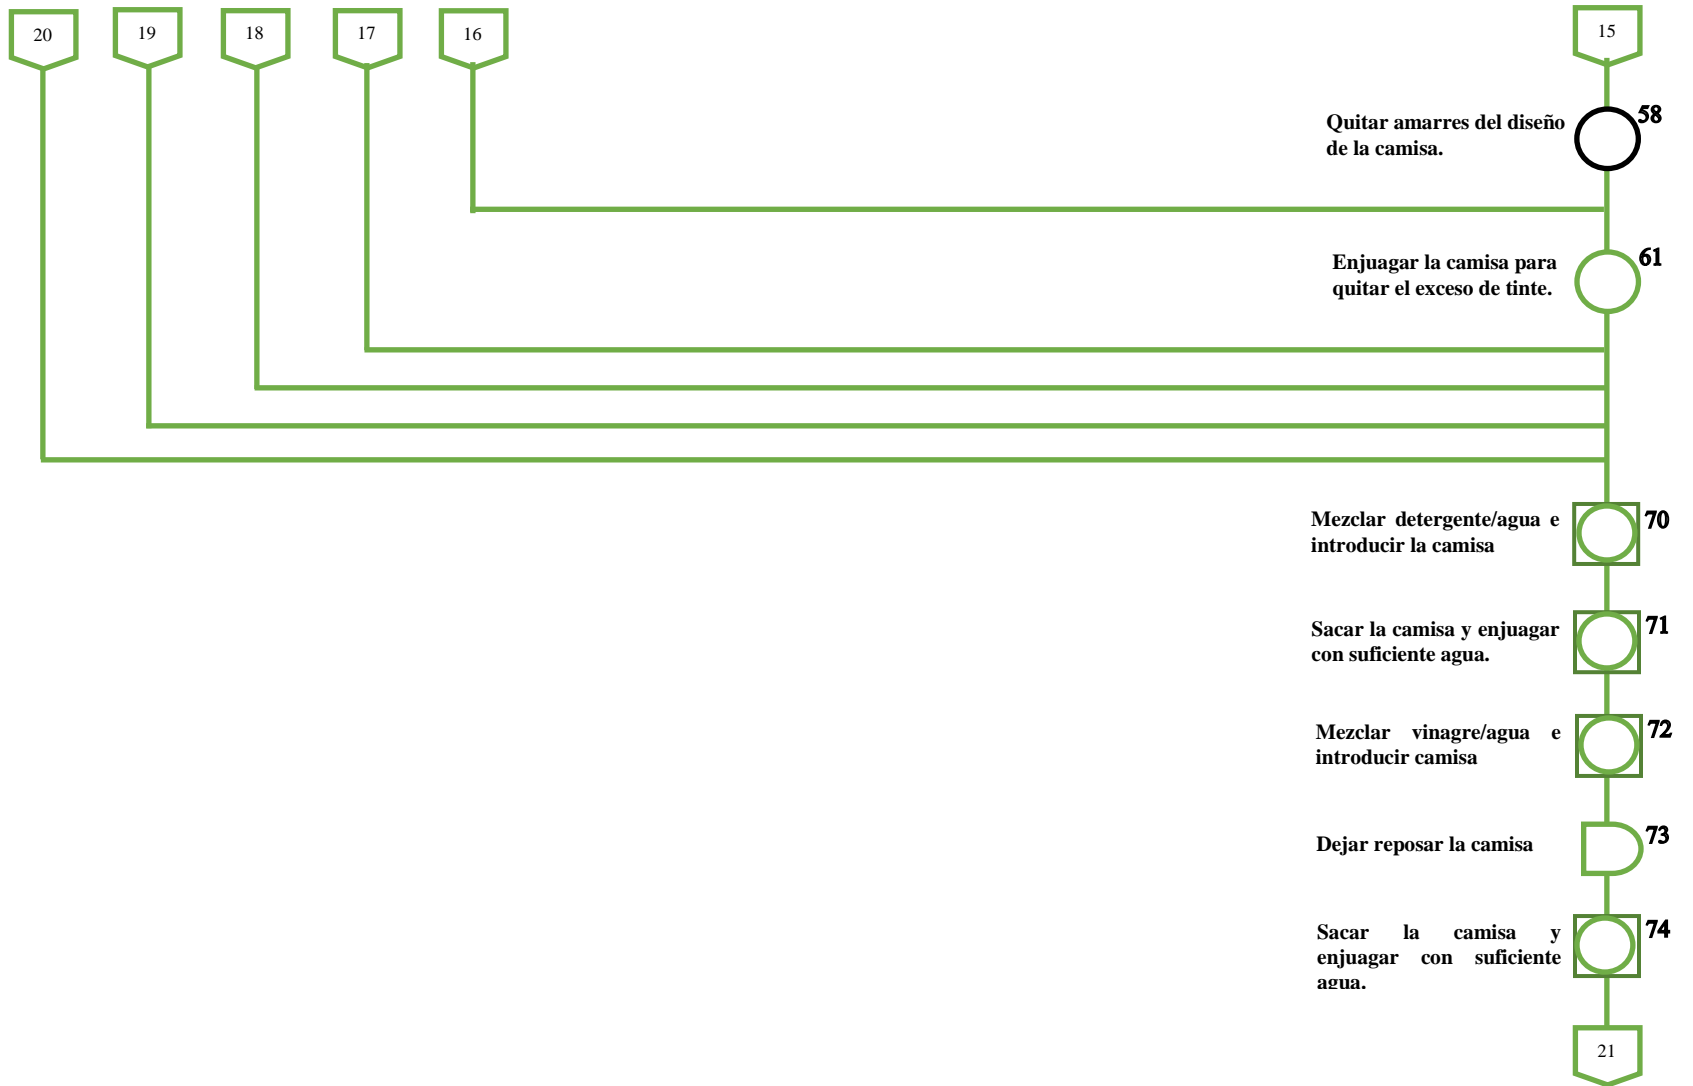 20
19
18
17
16
15
58
Quitar amarres del diseño
de la camisa.
61
Enjuagar la camisa para
quitar el exceso de tinte.
70
Mezclar detergente/agua e
introducir la camisa
71
Sacar la camisa y enjuagar
con suficiente agua.
72
Mezclar vinagre/agua e
introducir camisa
73
Dejar reposar la camisa
74
Sacar la camisa y
enjuagar con suficiente
agua.
21